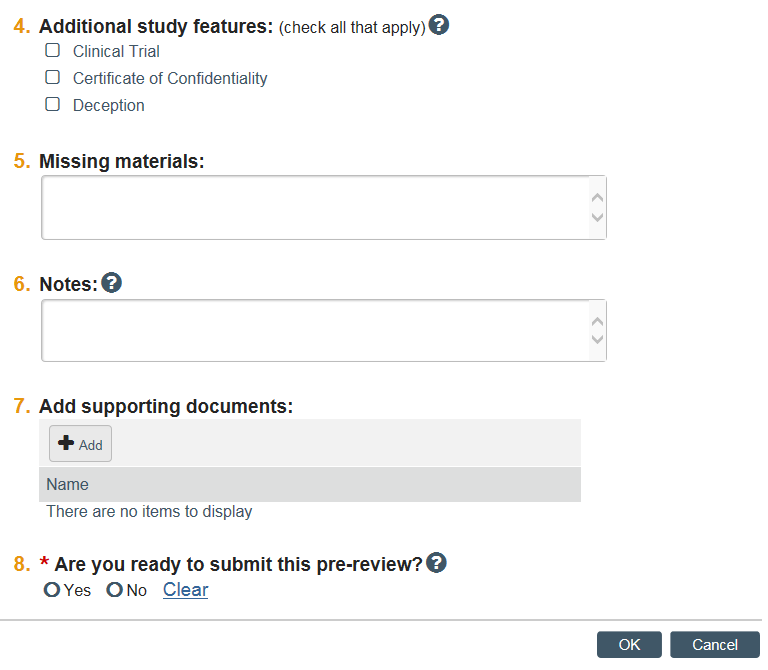 4. Additional study features: (check all that apply) ?
Clinical Trial
Certificate of Confidentiality
Deception
5. Missing materials:
6. Notes: ?
7. Add supporting documents:
+ Add
Name
There are no items to display
8. * Are you ready to submit this pre-review? ?
Yes No Clear
OK Cancel